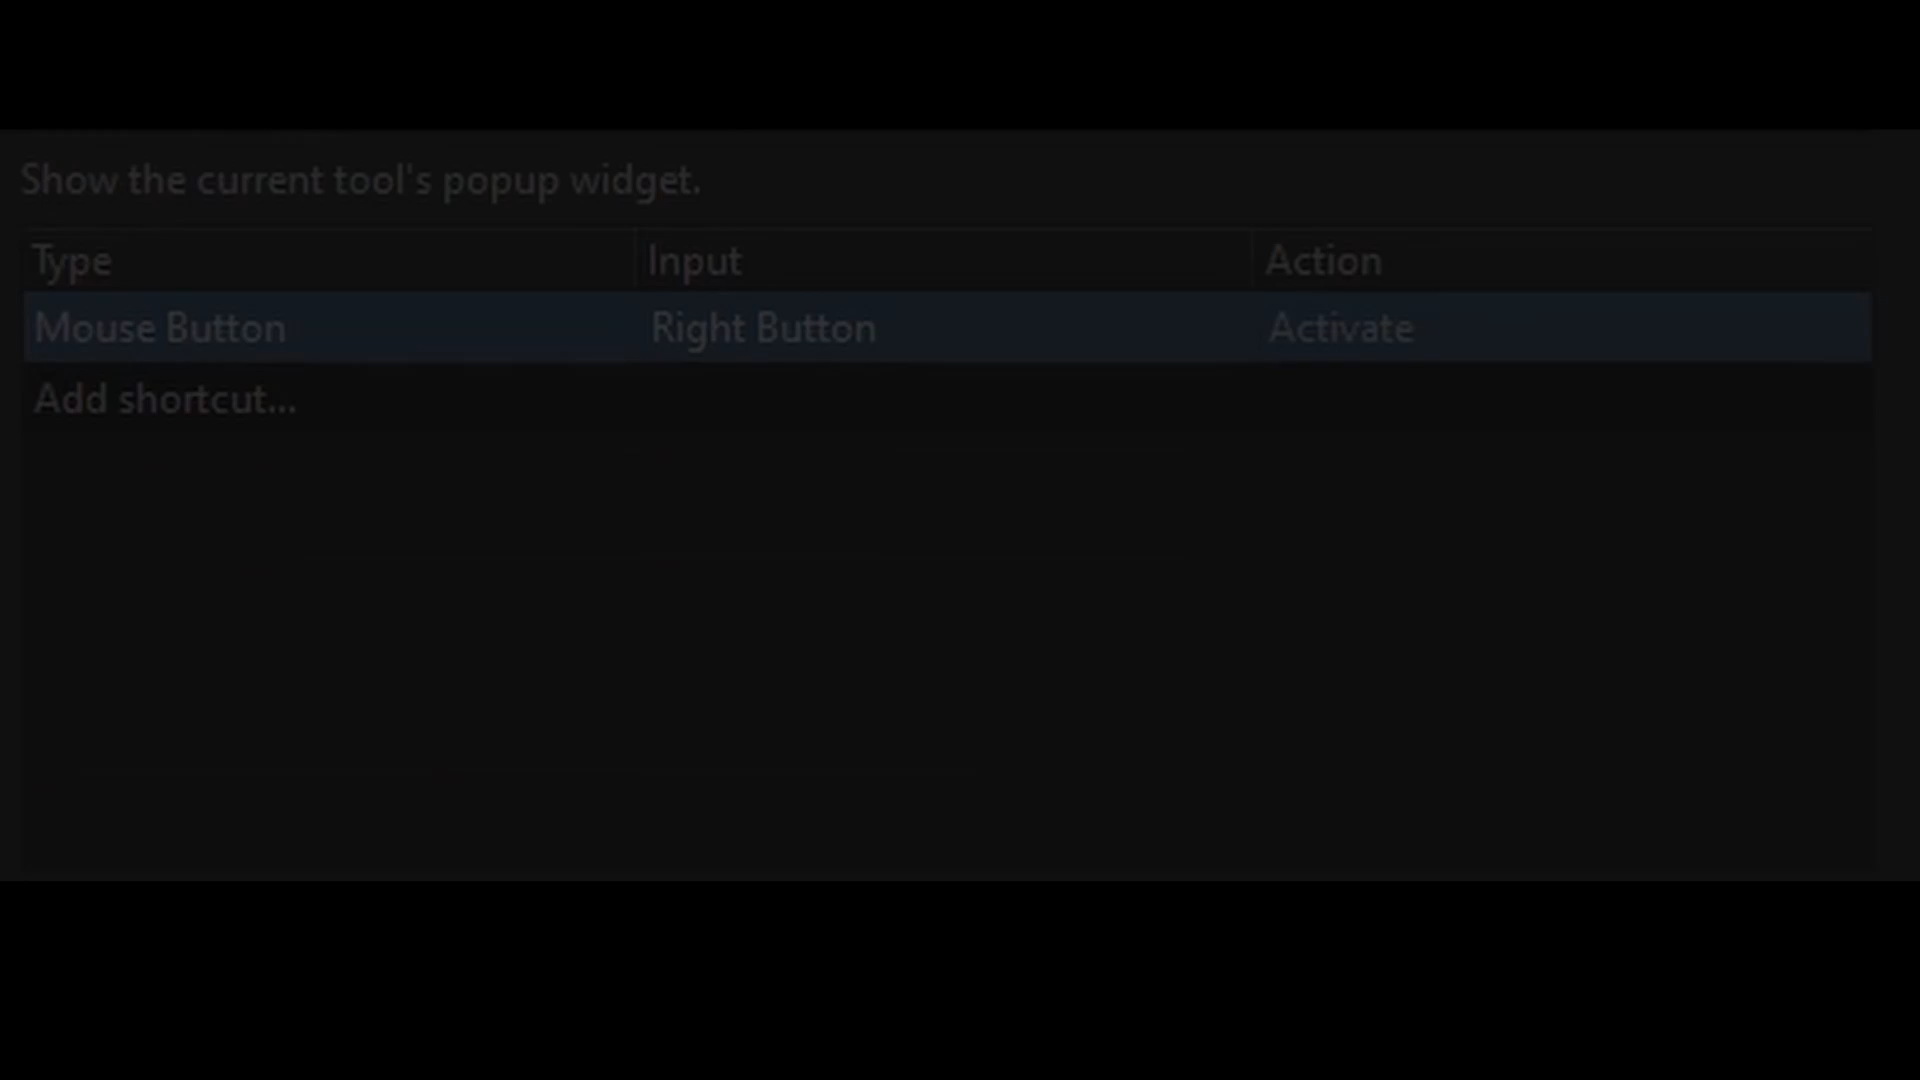 Show the current tool's popup widget.
Type Input Action
Mouse Button Right Button Activate
Add shortcut...